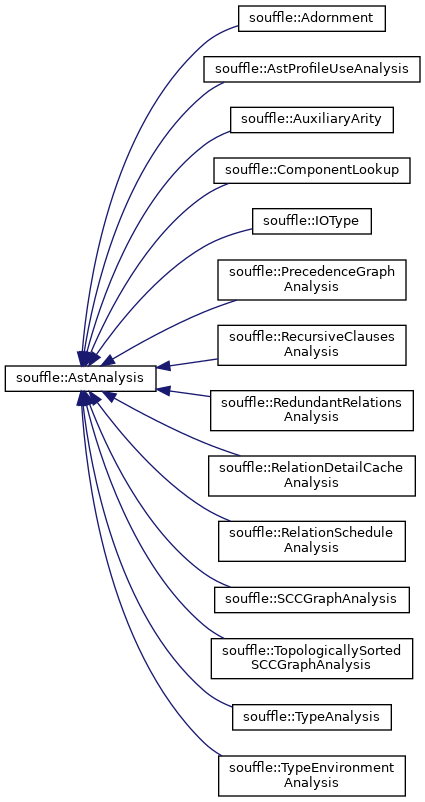 souffle::Adornment
souffle::AstProfileUseAnalysis
souffle::AuxiliaryArity
souffle::ComponentLookup
souffle::IOType
souffle::PrecedenceGraph
Analysis
souffle::RecursiveClauses
Analysis
souffle::AstAnalysis
souffle::RedundantRelations
Analysis
souffle::RelationDetailCache
Analysis
souffle::RelationSchedule
Analysis
souffle::SCCGraphAnalysis
souffle::TopologicallySorted
SCCGraphAnalysis
souffle::TypeAnalysis
souffle::TypeEnvironment
Analysis